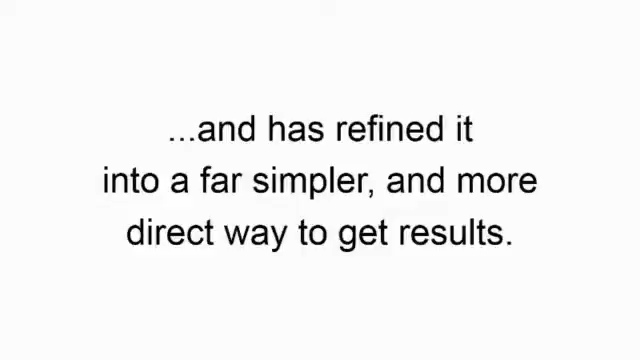 ...and has refined it
into a far simpler, and more
direct way to get results.